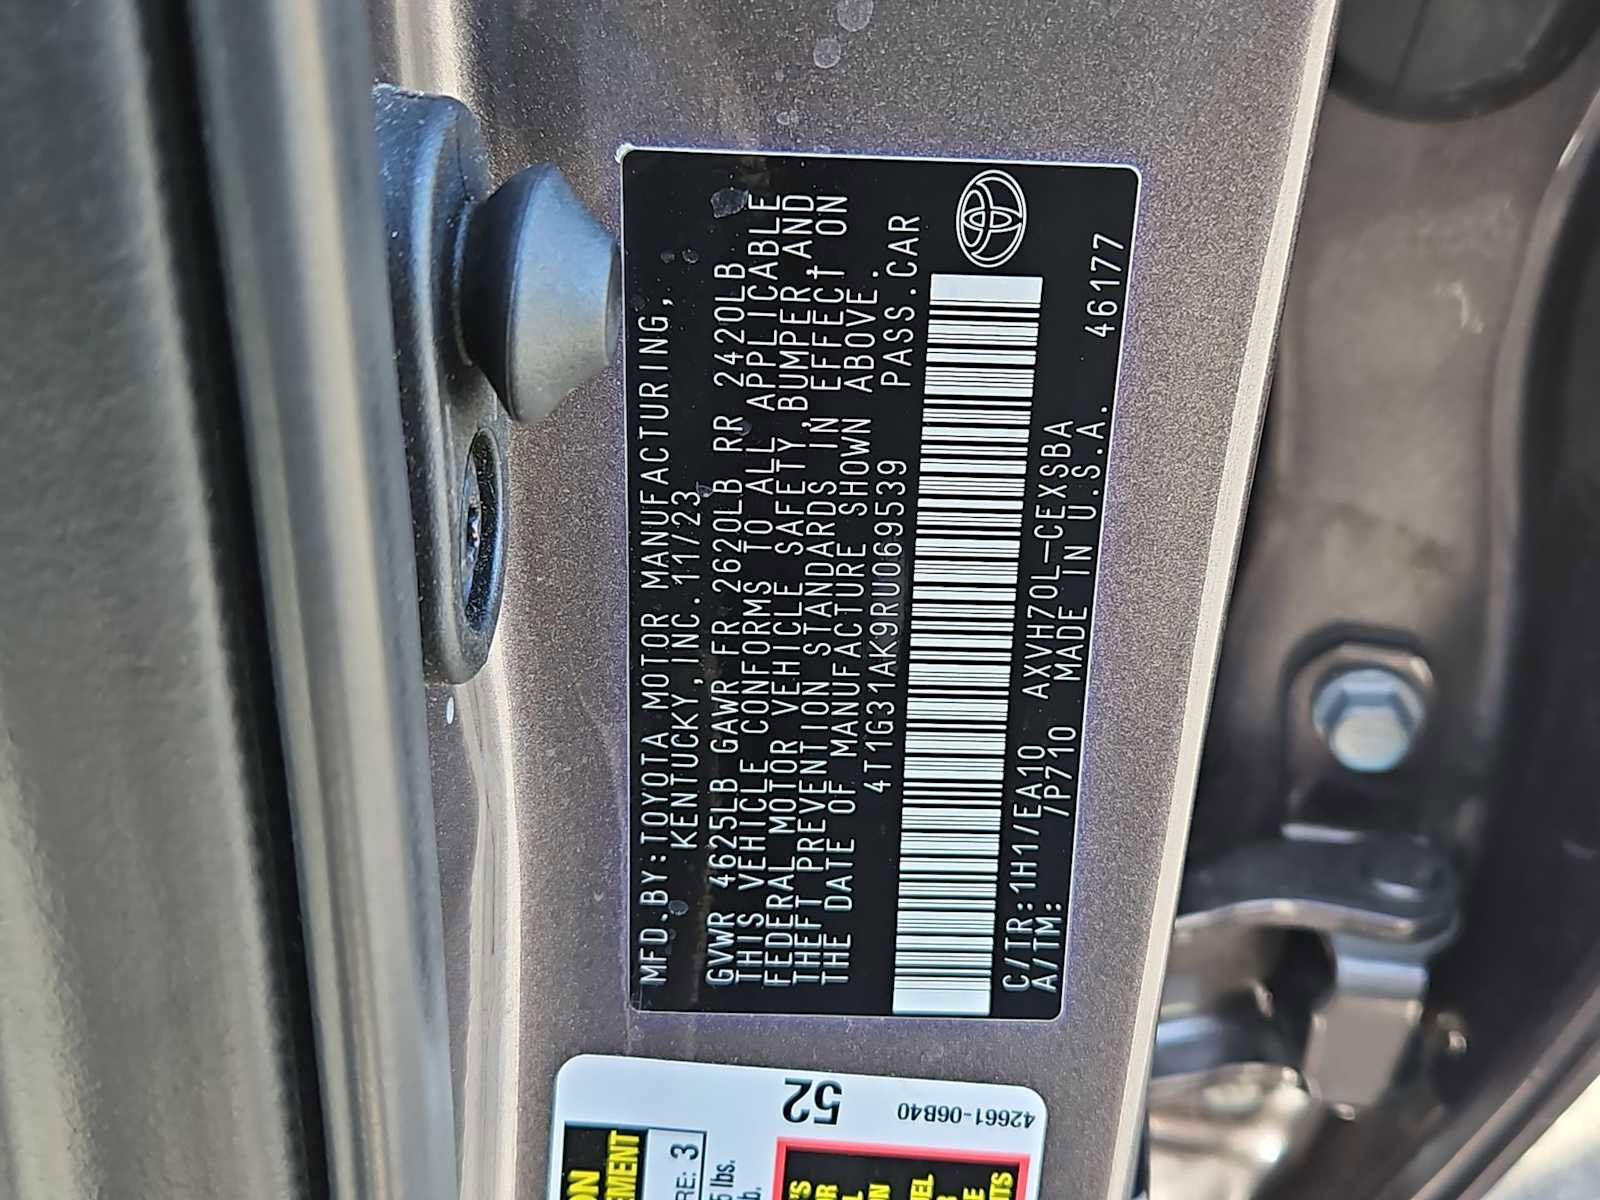 MFD.BY:TOYOTA MOTOR MANUFACTURING,
KENTUCKY,INC.11/23
GVWR 4625LB GAWR FR 2620LB RR 2420LB
THIS VEHICLE CONFORMS TO ALL APPLICABLE
FEDERAL MOTOR VEHICLE SAFETY,BUMPER,AND
THEFT PREVENTION STANDARDS IN EFFECT ON
THE DATE OF MANUFACTURE SHOWN ABOVE.
4T1G31AK9RU069539 PASS.CAR
C/TR:1H1/EA10 AXVH70L-CEXSBA
A/TM: /P710 MADE IN U.S.A. 46177
52
42661-06B40
3
lbs.